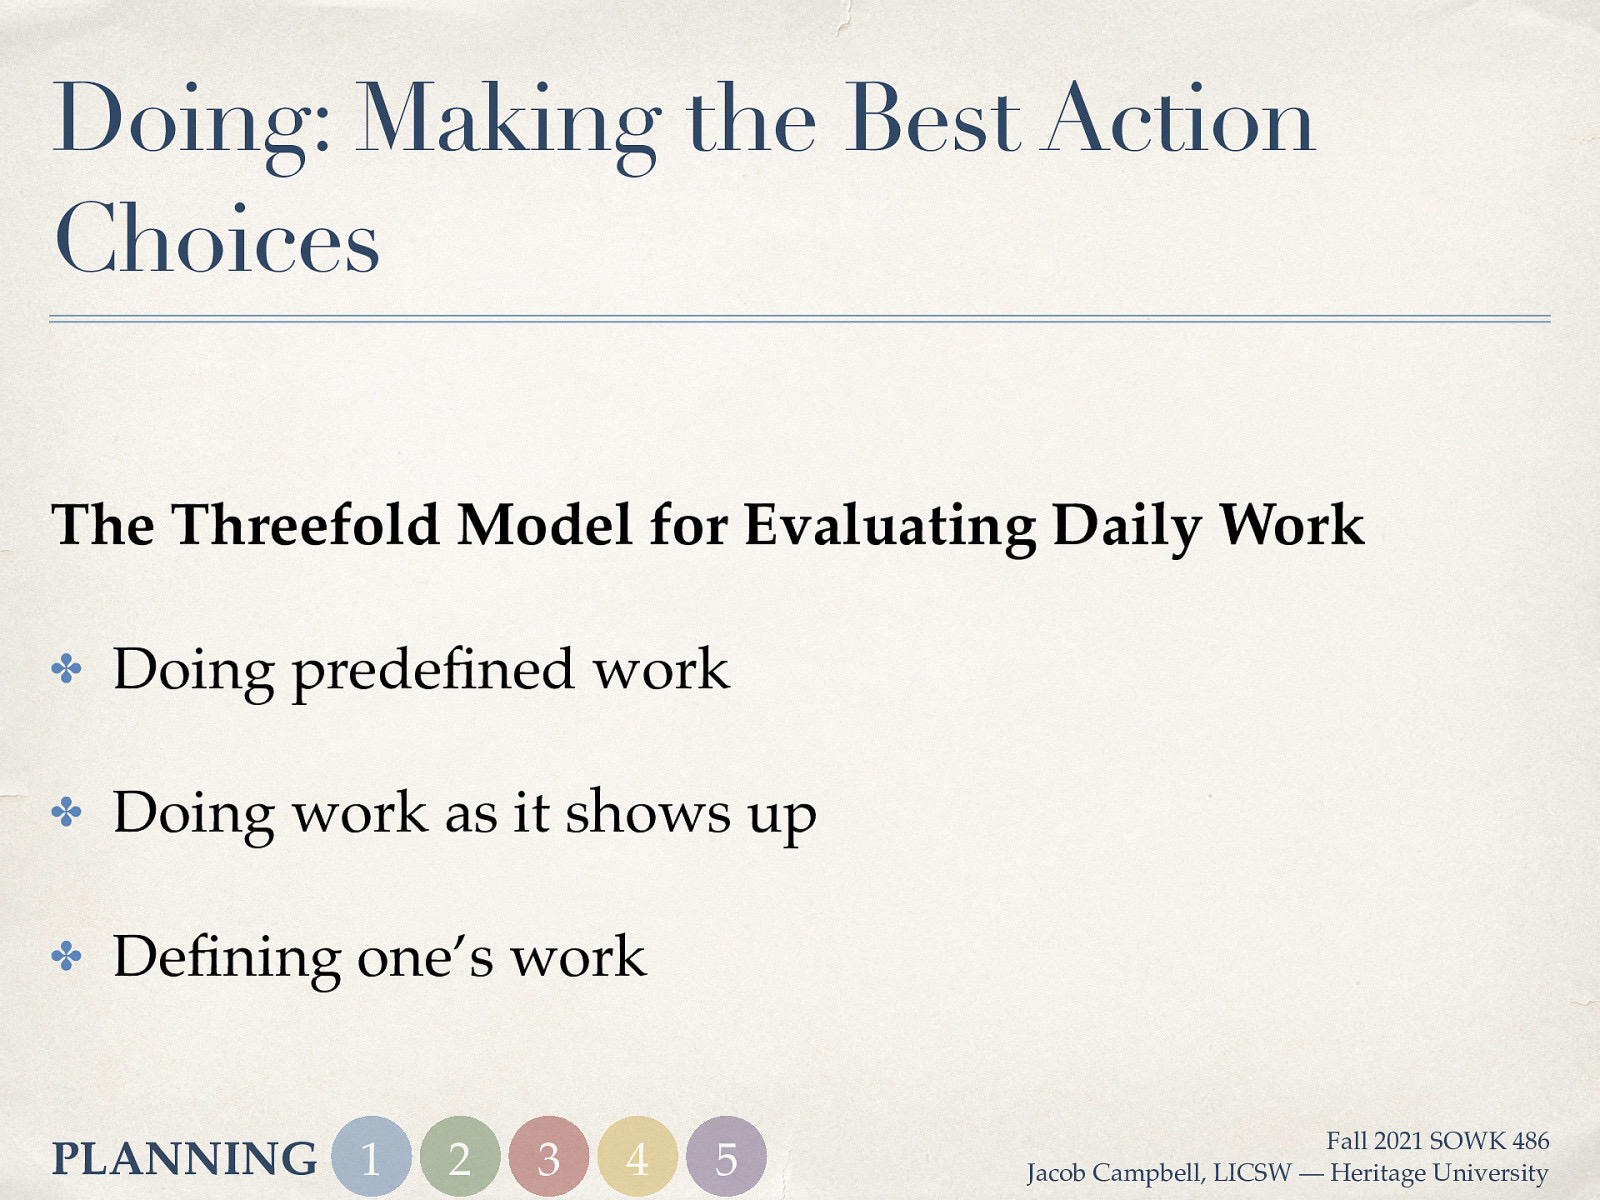 Doing: Making the Best Action
Choices
The Threefold Model for Evaluating Daily Work
✤ Doing predefined work
✤ Doing work as it shows up
✤ Defining one’s work
PLANNING 1 2 3 4 5
Fall 2021 SOWK 486
Jacob Campbell, LICSW — Heritage University